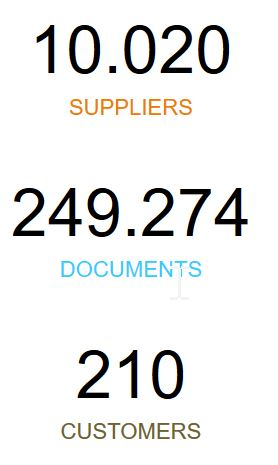 10.020
SUPPLIERS
249.274
DOCUMENTS
210
CUSTOMERS